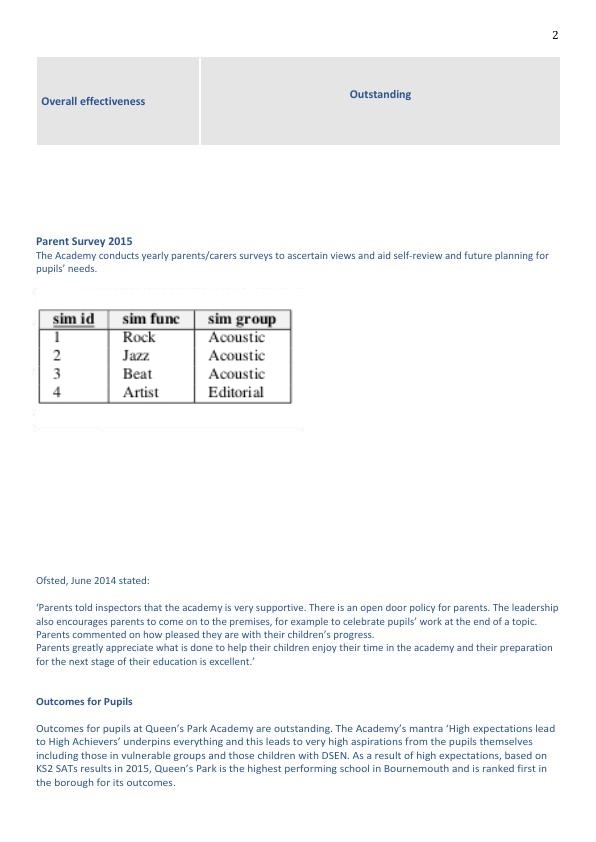 2
Overall effectiveness
Outstanding
Parent Survey 2015
The Academy conducts yearly parents/carers surveys to ascertain views and aid self-review and future planning for
pupils’ needs.
sim id sim func sim group
1 Rock Acoustic
2 Jazz Acoustic
3 Beat Acoustic
4 Artist Editorial
Ofsted, June 2014 stated:
‘Parents told inspectors that the academy is very supportive. There is an open door policy for parents. The leadership
also encourages parents to come on to the premises, for example to celebrate pupils’ work at the end of a topic.
Parents commented on how pleased they are with their children’s progress.
Parents greatly appreciate what is done to help their children enjoy their time in the academy and their preparation
for the next stage of their education is excellent.’
Outcomes for Pupils
Outcomes for pupils at Queen’s Park Academy are outstanding. The Academy’s mantra ‘High expectations lead
to High Achievers’ underpins everything and this leads to very high aspirations from the pupils themselves
including those in vulnerable groups and those children with DSEN. As a result of high expectations, based on
KS2 SATs results in 2015, Queen’s Park is the highest performing school in Bournemouth and is ranked first in
the borough for its outcomes.